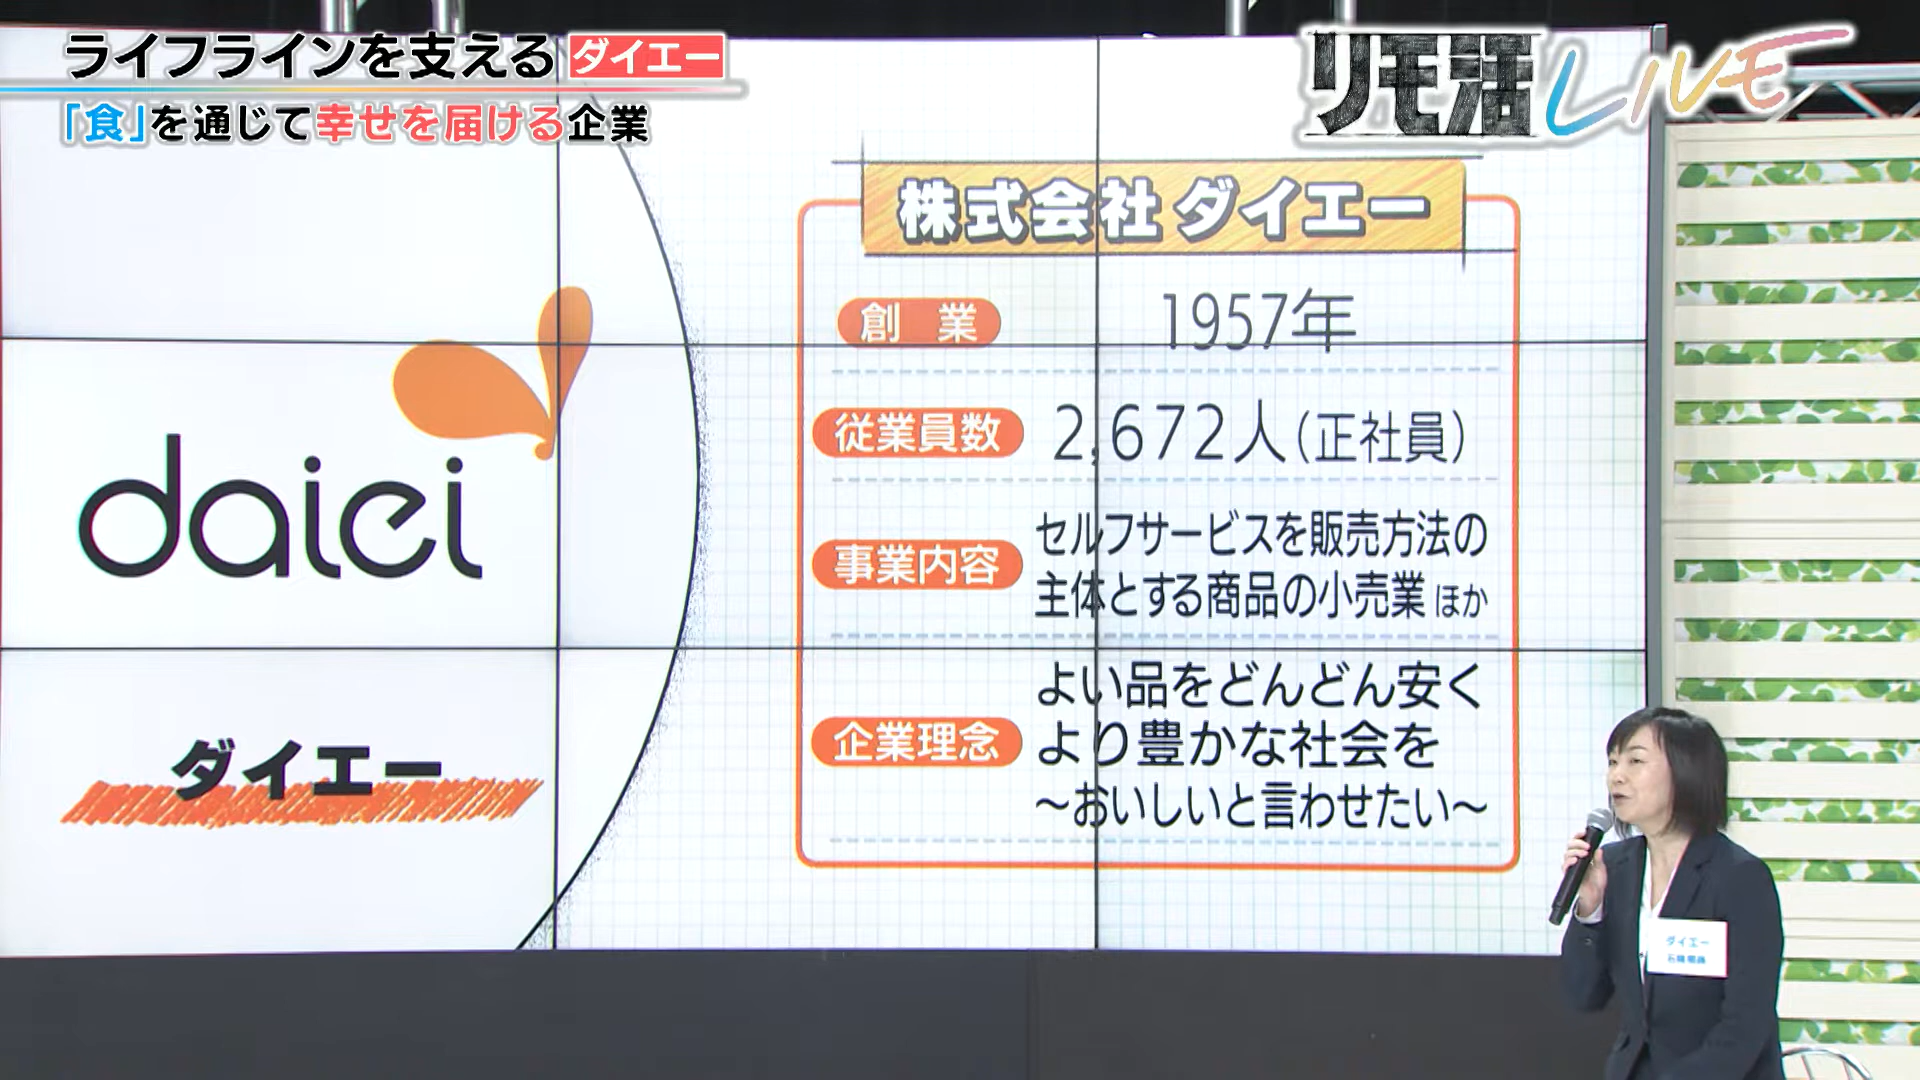 ライフラインを支える ダイエー
「食」を通じて幸せを届ける企業
リモ活 LIVE
daiei
ダイエー
株式会社 ダイエー
創業 1957年
従業員数 2,672人(正社員)
事業内容 セルフサービスを販売方法の
主体とする商品の小売業 ほか
企業理念 よい品をどんどん安く
より豊かな社会を
〜おいしいと言わせたい〜
ダイエー